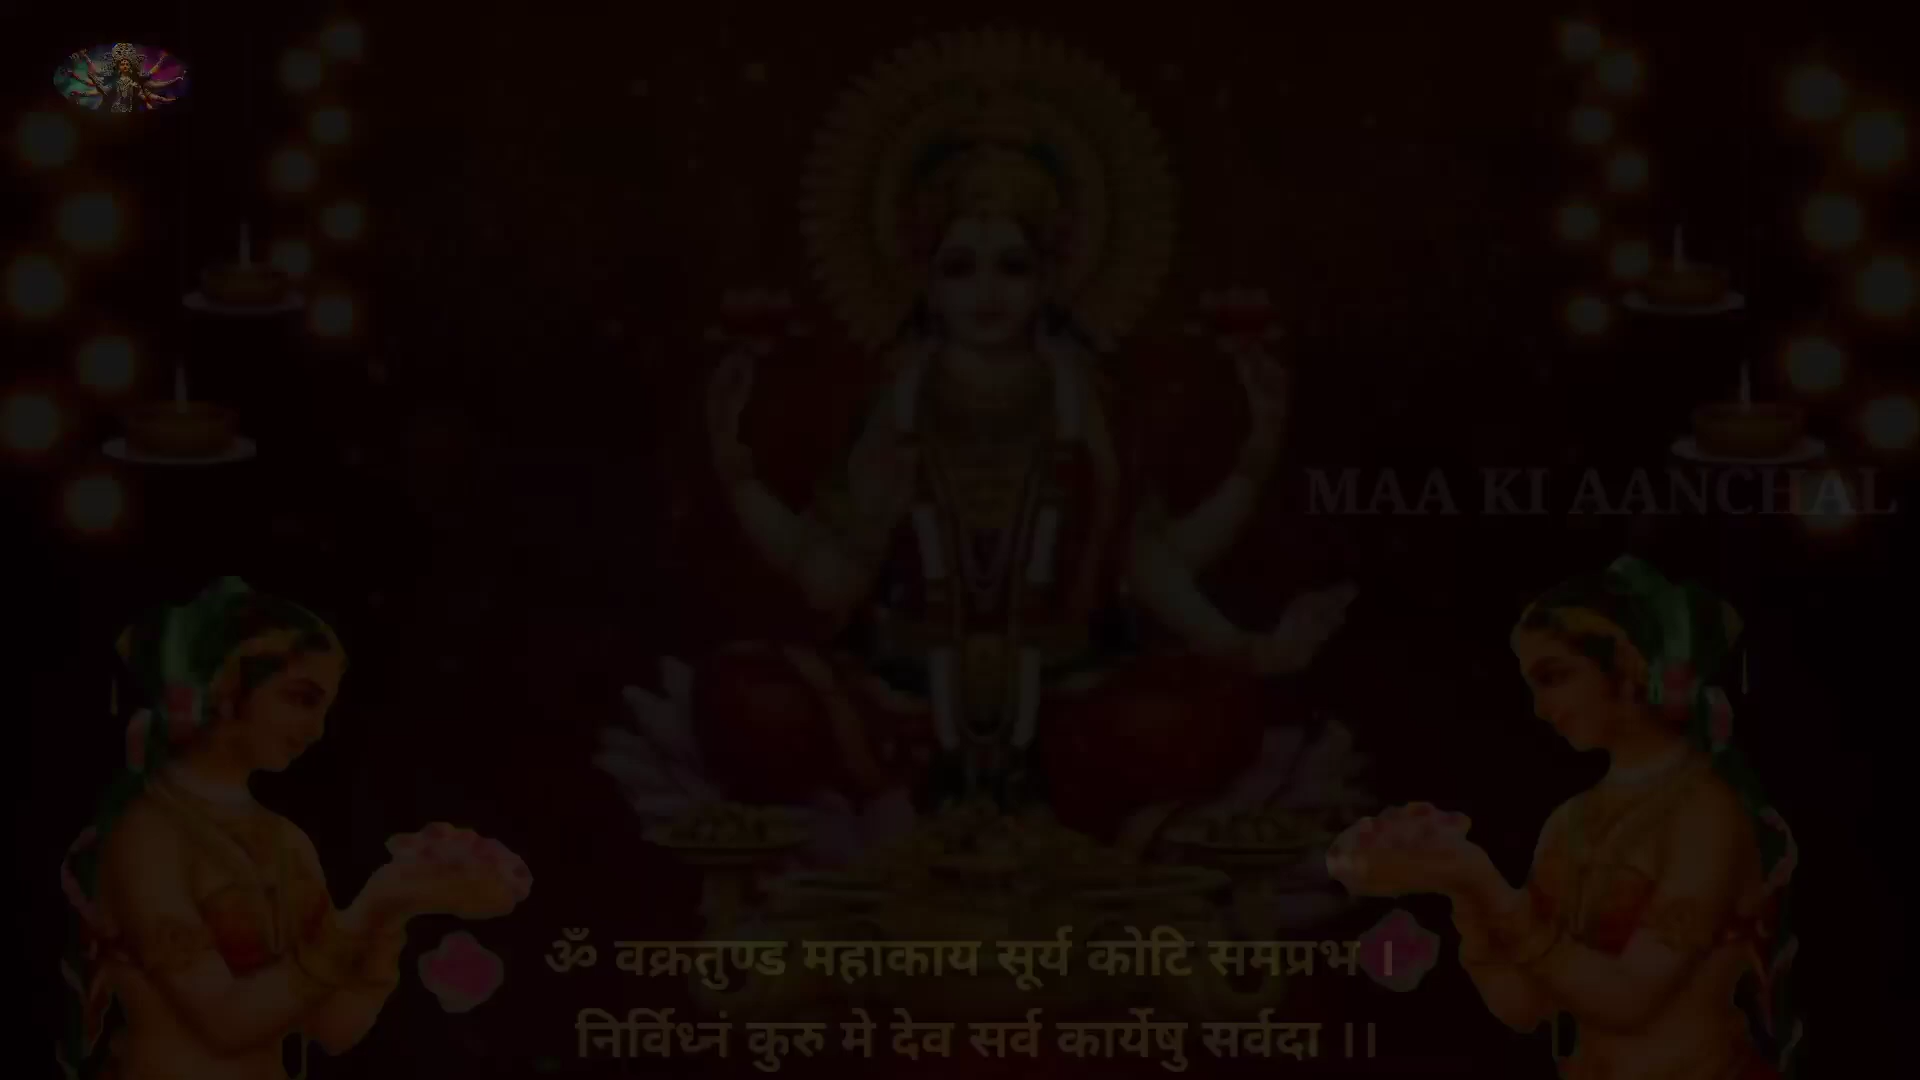 MAA KI AANCHAL
ॐ वक्रतुण्ड महाकाय सूर्य कोटि समप्रभ ।
निर्विध्नं कुरु मे देव सर्व कार्येषु सर्वदा ।।